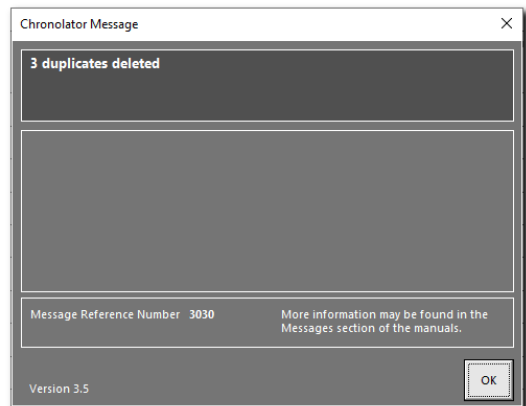 Chronolator Message
3 duplicates deleted
Message Reference Number 3030
More information may be found in the
Messages section of the manuals.
Version 3.5
OK